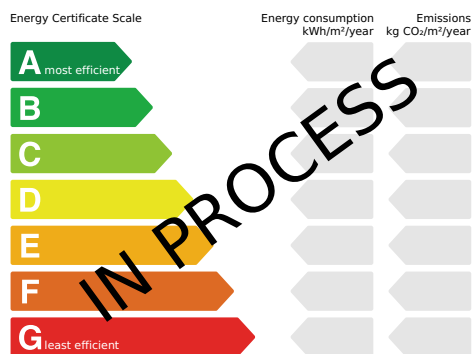 Energy Certificate Scale
Energy consumption
kWh/m²/year
Emissions
kg CO₂/m²/year
A most efficient
B
C
D
E
F
G least efficient
IN PROCESS